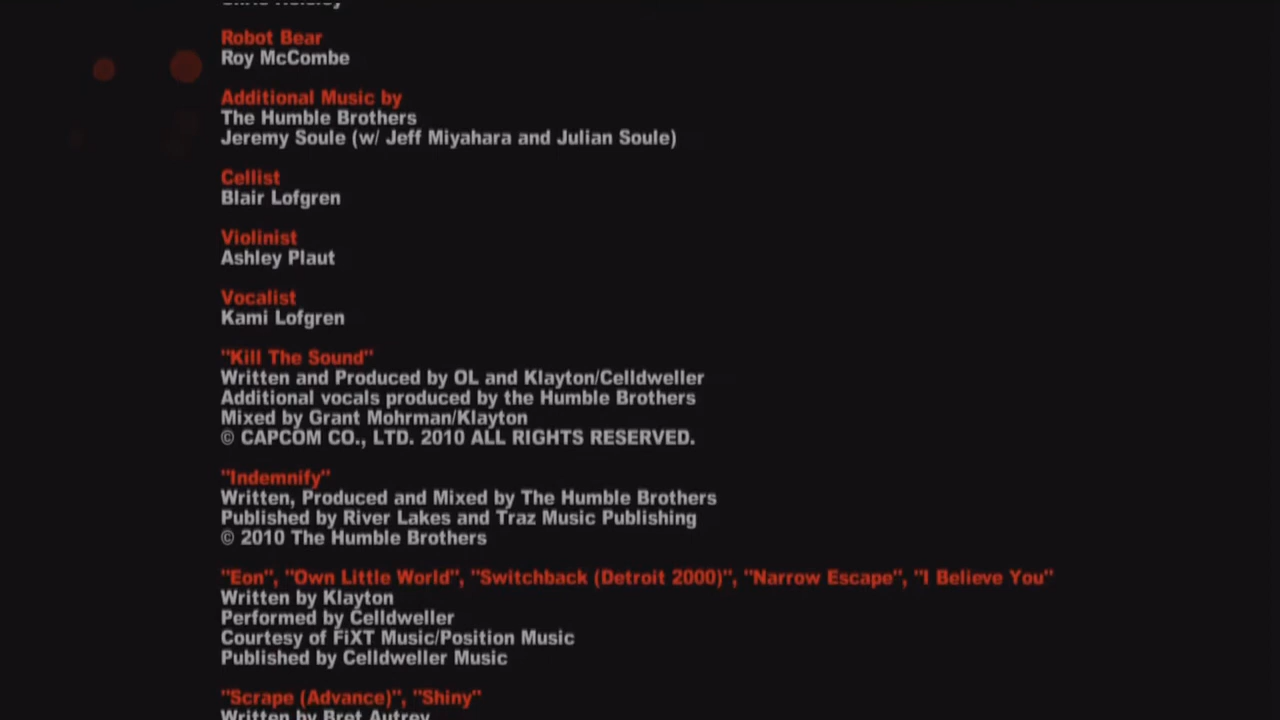 Robot Bear
Roy McCombe
Additional Music by
The Humble Brothers
Jeremy Soule (w/ Jeff Miyahara and Julian Soule)
Cellist
Blair Lofgren
Violinist
Ashley Plaut
Vocalist
Kami Lofgren
"Kill The Sound"
Written and Produced by OL and Klayton/Celldweller
Additional vocals produced by the Humble Brothers
Mixed by Grant Mohrman/Klayton
© CAPCOM CO., LTD. 2010 ALL RIGHTS RESERVED.
"Indemnify"
Written, Produced and Mixed by The Humble Brothers
Published by River Lakes and Traz Music Publishing
© 2010 The Humble Brothers
"Eon", "Own Little World", "Switchback (Detroit 2000)", "Narrow Escape", "I Believe You"
Written by Klayton
Performed by Celldweller
Courtesy of FiXT Music/Position Music
Published by Celldweller Music
"Scrape (Advance)", "Shiny"
Written by Bret Autrey